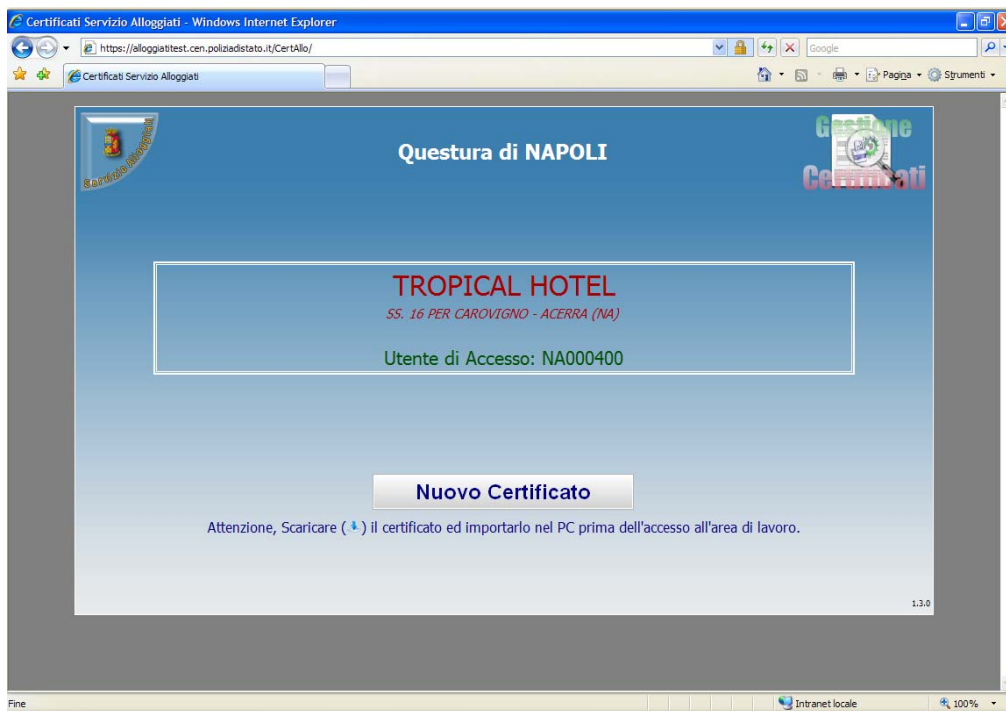 Certificati Servizio Alloggiati - Windows Internet Explorer
https://alloggiatitest.cen.poliziadistato.it/CertAllo/
Google
Certificati Servizio Alloggiati
Pagina
Strumenti
Servizio Alloggiati
Questura di NAPOLI
Gestione
Certificati
TROPICAL HOTEL
SS. 16 PER CAROVIGNO - ACERRA (NA)
Utente di Accesso: NA000400
Nuovo Certificato
Attenzione, Scaricare ( ) il certificato ed importarlo nel PC prima dell'accesso all'area di lavoro.
1.3.0
Fine
Intranet locale
100%